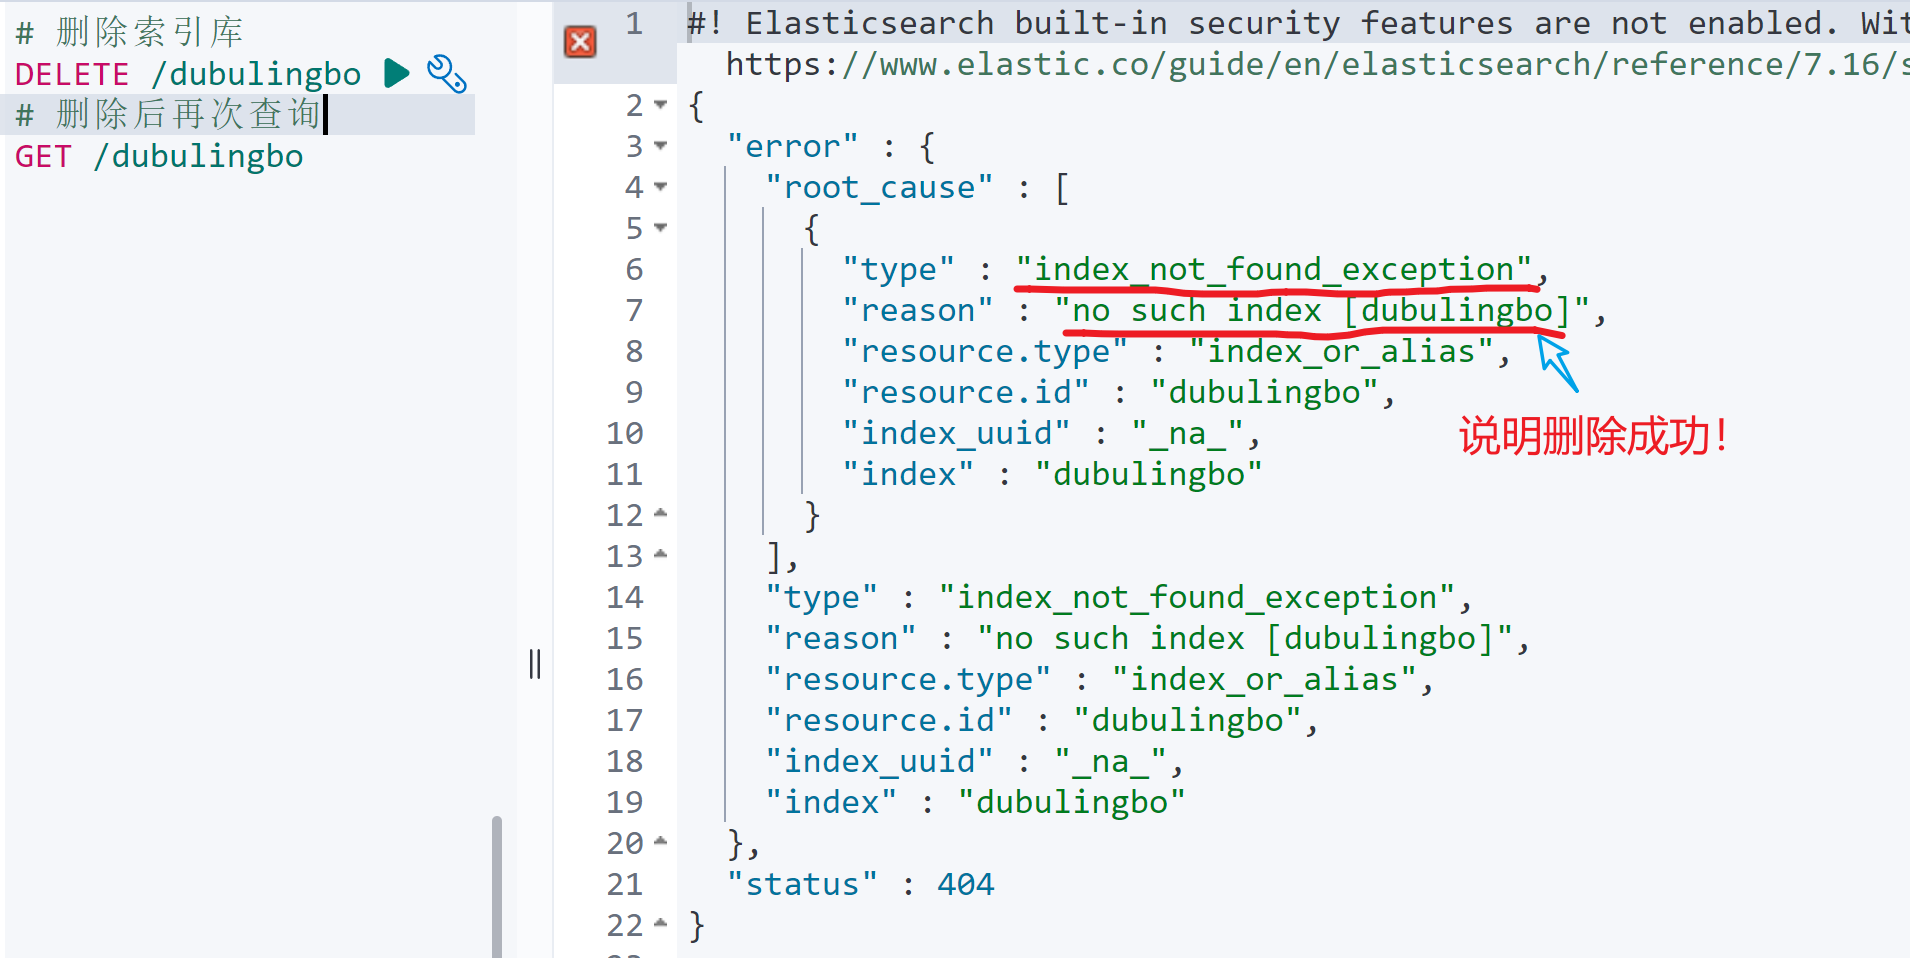 # 删除索引库
DELETE /dubulingbo
# 删除后再次查询
GET /dubulingbo
1 #! Elasticsearch built-in security features are not enabled. Wit
https://www.elastic.co/guide/en/elasticsearch/reference/7.16/s
2 {
3 "error" : {
4 "root_cause" : [
5 {
6 "type" : "index_not_found_exception",
7 "reason" : "no such index [dubulingbo]",
8 "resource.type" : "index_or_alias",
9 "resource.id" : "dubulingbo",
10 "index_uuid" : "_na_",
说明删除成功！
11 "index" : "dubulingbo"
12 }
13 ],
14 "type" : "index_not_found_exception",
15 "reason" : "no such index [dubulingbo]",
16 "resource.type" : "index_or_alias",
17 "resource.id" : "dubulingbo",
18 "index_uuid" : "_na_",
19 "index" : "dubulingbo"
20 },
21 "status" : 404
22 }